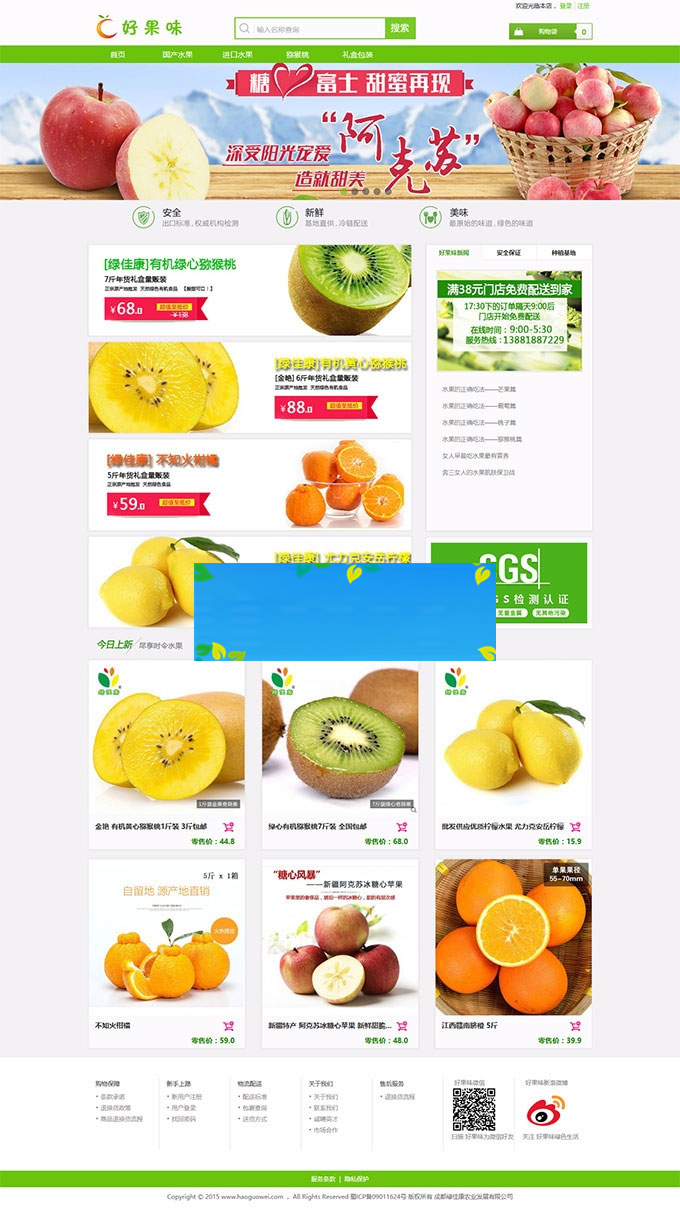 欢迎光临本店， 登录 注册
好果味
输入名称查询
搜索
购物袋
0
首页
国产水果
进口水果
猕猴桃
礼盒包装
糖 富士 甜蜜再现
深受阳光宠爱
造就甜美
“阿克苏”
安全
出口标准，权威机构检测
新鲜
基地直供，冷链配送
美味
最原始的味道，绿色的味道
[绿佳康]有机绿心猕猴桃
7斤年货礼盒量贩装
正宗原产地批发 天然绿色有机食品 【酸甜可口！】
¥68.0
超值至低价
¥138
[绿佳康]有机黄心猕猴桃
[金艳] 6斤年货礼盒量贩装
正宗原产地批发 天然绿色有机食品
¥88.0
超值至低价
[绿佳康] 不知火柑橘
5斤年货礼盒量贩装
正宗原产地批发 天然绿色食品
¥59.0
超值至低价
[绿佳康] 尤力克安岳柠檬
好果味新闻
安全保证
种植基地
满38元门店免费配送到家
17:30下的订单隔天9:00后
门店开始免费配送
在线时间：9:00-5:30
服务热线：13881887229
水果的正确吃法——芒果篇
水果的正确吃法——葡萄篇
水果的正确吃法——桃子篇
水果的正确吃法——猕猴桃篇
女人早晨吃水果最有营养
贪三女人的水果肌肤保卫战
SGS
GS检测认证
无重金属
无其他污染
今日上新
尽享时令水果
绿佳康
1斤装金果奇异果
金艳 有机黄心猕猴桃1斤装 3斤包邮
零售价：44.8
绿佳康
7斤装绿心奇异果
绿心有机猕猴桃7斤装 全国包邮
零售价：68.0
绿佳康
批发供应优质柠檬水果 尤力克安岳柠檬
零售价：15.9
5斤 x 1箱
自留地 源产地直销
火热预定
不知火柑橘
零售价：59.0
“糖心风暴”
——新疆阿克苏冰糖心苹果
新疆特产 阿克苏冰糖心苹果 新鲜甜脆...
零售价：48.0
单果果径
55-70mm
江西赣南脐橙 5斤
零售价：39.9
购物保障
条款承诺
退换货政策
商品退换货流程
新手上路
新用户注册
用户登录
找回密码
物流配送
配送标准
包裹查询
送货方式
关于我们
关于我们
联系我们
诚聘英才
市场合作
售后服务
退换货流程
好果味微信
扫描 好果味为微信好友
好果味新浪微博
关注 好果味绿色生活
服务条款 | 隐私保护
Copyright © 2015 www.haoguowei.com ，All Rights Reserved 蜀ICP备09011624号 版权所有 成都绿佳康农业发展有限公司